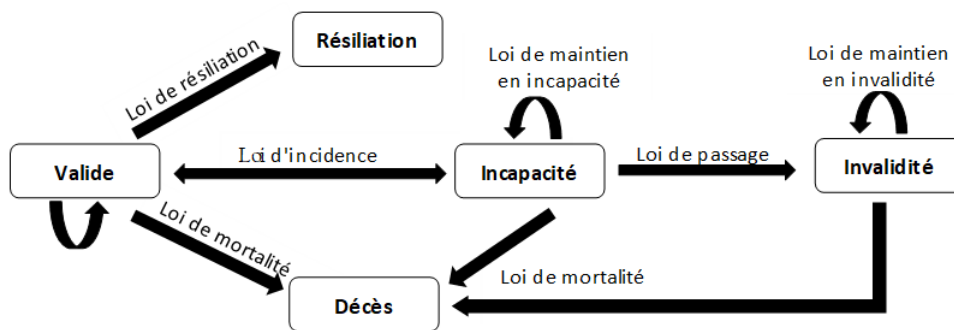 Résiliation
Loi de résiliation
Loi de maintien
en incapacité
Loi de maintien
en invalidité
Valide
Loi d'incidence
Incapacité
Loi de passage
Invalidité
Loi de mortalité
Loi de mortalité
Décès